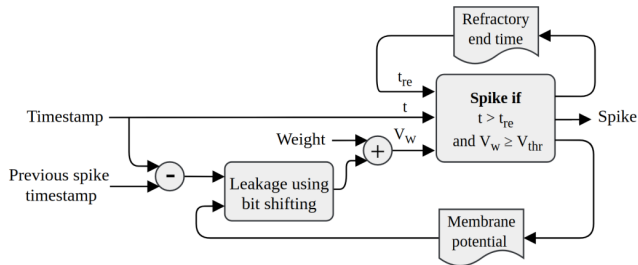 Refractory
end time
t_re
Timestamp
t
Spike if
t > t_re
and V_w ≥ V_thr
Spike
Weight
V_w
+
Previous spike
timestamp
-
Leakage using
bit shifting
Membrane
potential